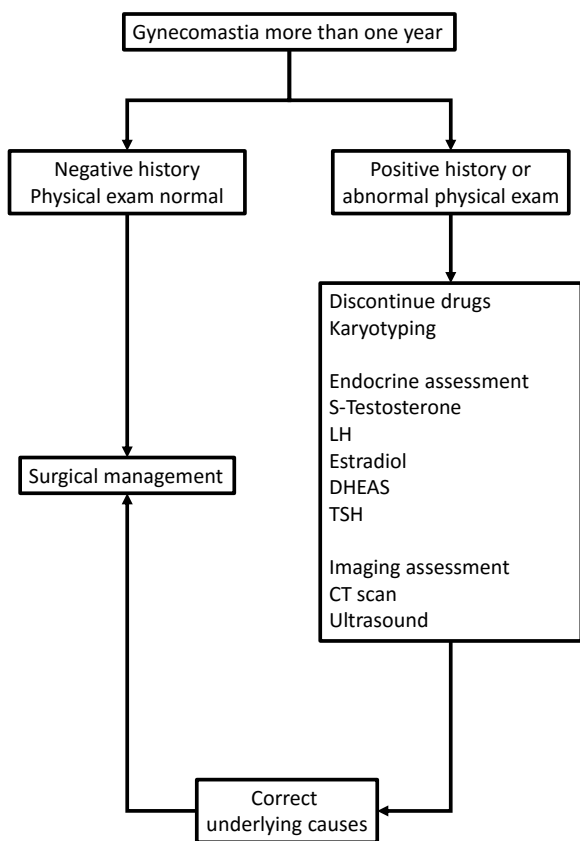 Gynecomastia more than one year
Negative history
Physical exam normal
Positive history or
abnormal physical exam
Discontinue drugs
Karyotyping
Endocrine assessment
S-Testosterone
LH
Estradiol
DHEAS
TSH
Imaging assessment
CT scan
Ultrasound
Surgical management
Correct
underlying causes